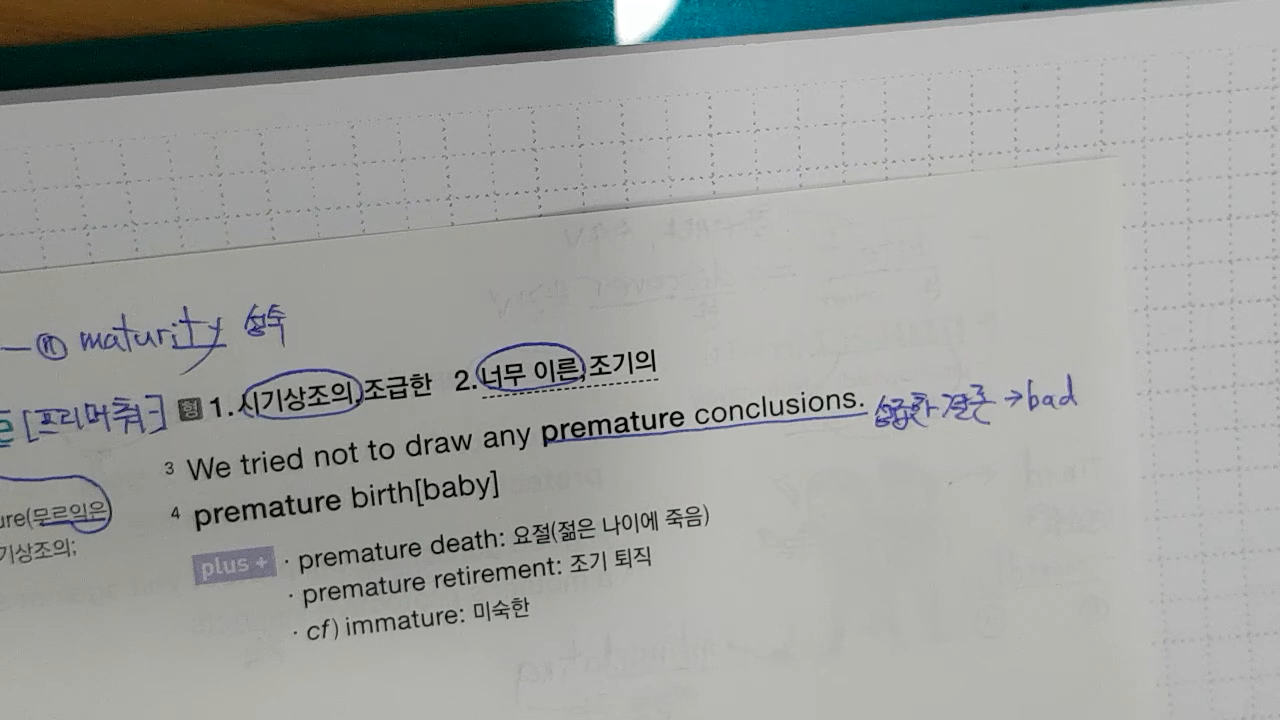 ⓝ maturity 성숙
[프리머춰] 형 1. 시기상조의, 조급한 2. 너무 이른, 조기의
3 We tried not to draw any premature conclusions. 성급한 결론 → bad
4 premature birth[baby]
ure(무르익은
기상조의;
plus + · premature death: 요절(젊은 나이에 죽음)
· premature retirement: 조기 퇴직
· cf) immature: 미숙한